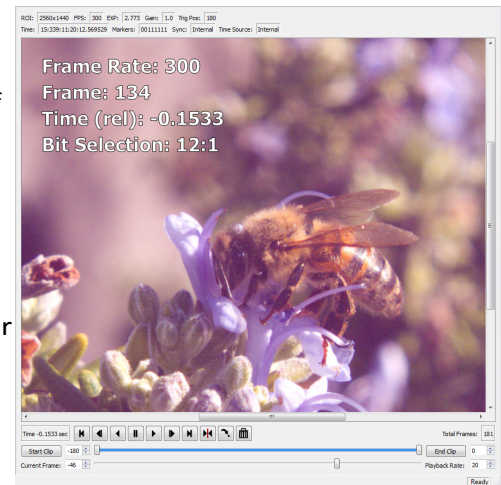 ROI: 2560x1440 FPS: 300 EXP: 2.773 Gain: 1.0 Trig Pos: 180
Time: 15:339:11:20:12.569529 Markers: 00111111 Sync: Internal Time Source: Internal
Frame Rate: 300
Frame: 134
Time (rel): -0.1533
Bit Selection: 12:1
r
Time -0.1533 sec Total Frames: 181
Start Clip -180 End Clip 0
Current Frame: -46 Playback Rate: 20
Ready